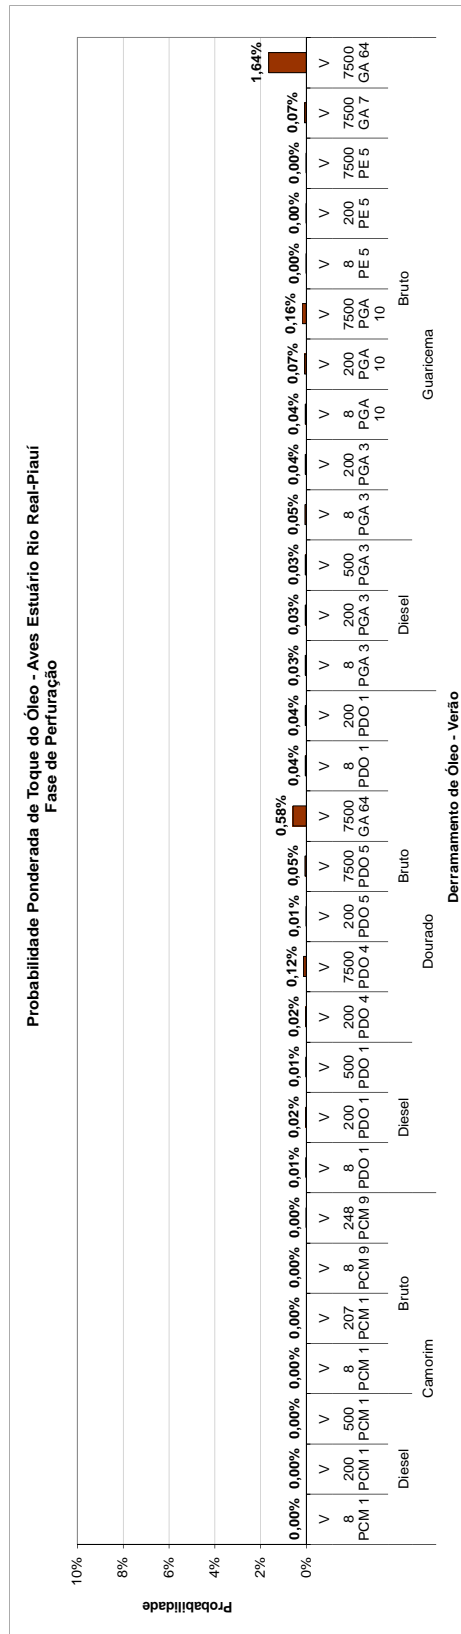 Probabilidade Ponderada de Toque do Óleo - Aves Estuário Rio Real-Piauí
Fase de Perfuração
10%
8%
6%
4%
2%
0%
Probabilidade
0,00% 0,00% 0,00% 0,00% 0,00% 0,00% 0,00% 0,01% 0,02% 0,01% 0,02% 0,12% 0,01% 0,05% 0,58% 0,04% 0,04% 0,03% 0,03% 0,03% 0,05% 0,04% 0,04% 0,07% 0,16% 0,00% 0,00% 0,00% 0,07% 1,64%
V V V V V V V V V V V V V V V V V V V V V V V V V V V V V V
8 200 500 8 207 8 248 8 200 500 200 7500 200 7500 7500 8 200 8 200 500 8 200 8 200 7500 8 200 7500 7500 7500
PCM 1 PCM 1 PCM 1 PCM 1 PCM 1 PCM 9 PCM 9 PDO 1 PDO 1 PDO 1 PDO 4 PDO 4 PDO 5 PDO 5 GA 64 PDO 1 PDO 1 PGA 3 PGA 3 PGA 3 PGA 3 PGA 3 PGA PGA PGA PE 5 PE 5 PE 5 GA 7 GA 64
10 10 10
Diesel Bruto Diesel Bruto Diesel Bruto
Camorim Dourado Guaricema
Derramamento de Óleo - Verão